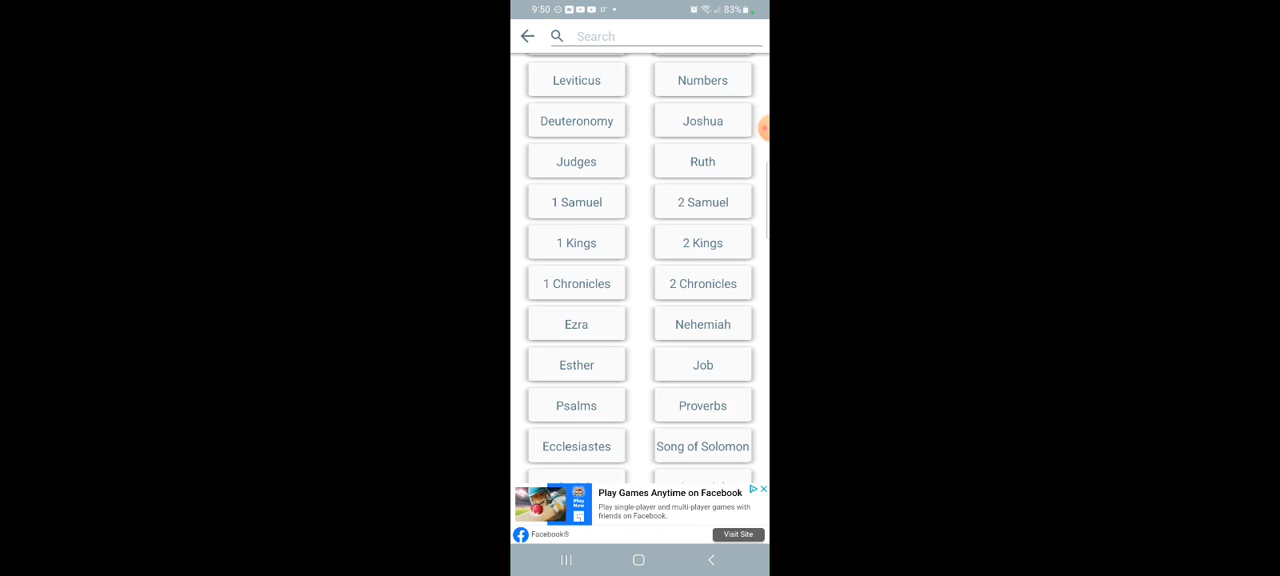 9:50
83%
Search
Leviticus
Numbers
Deuteronomy
Joshua
Judges
Ruth
1 Samuel
2 Samuel
1 Kings
2 Kings
1 Chronicles
2 Chronicles
Ezra
Nehemiah
Esther
Job
Psalms
Proverbs
Ecclesiastes
Song of Solomon
Play Now
Play Games Anytime on Facebook
Play single-player and multi-player games with
friends on Facebook.
Facebook®
Visit Site